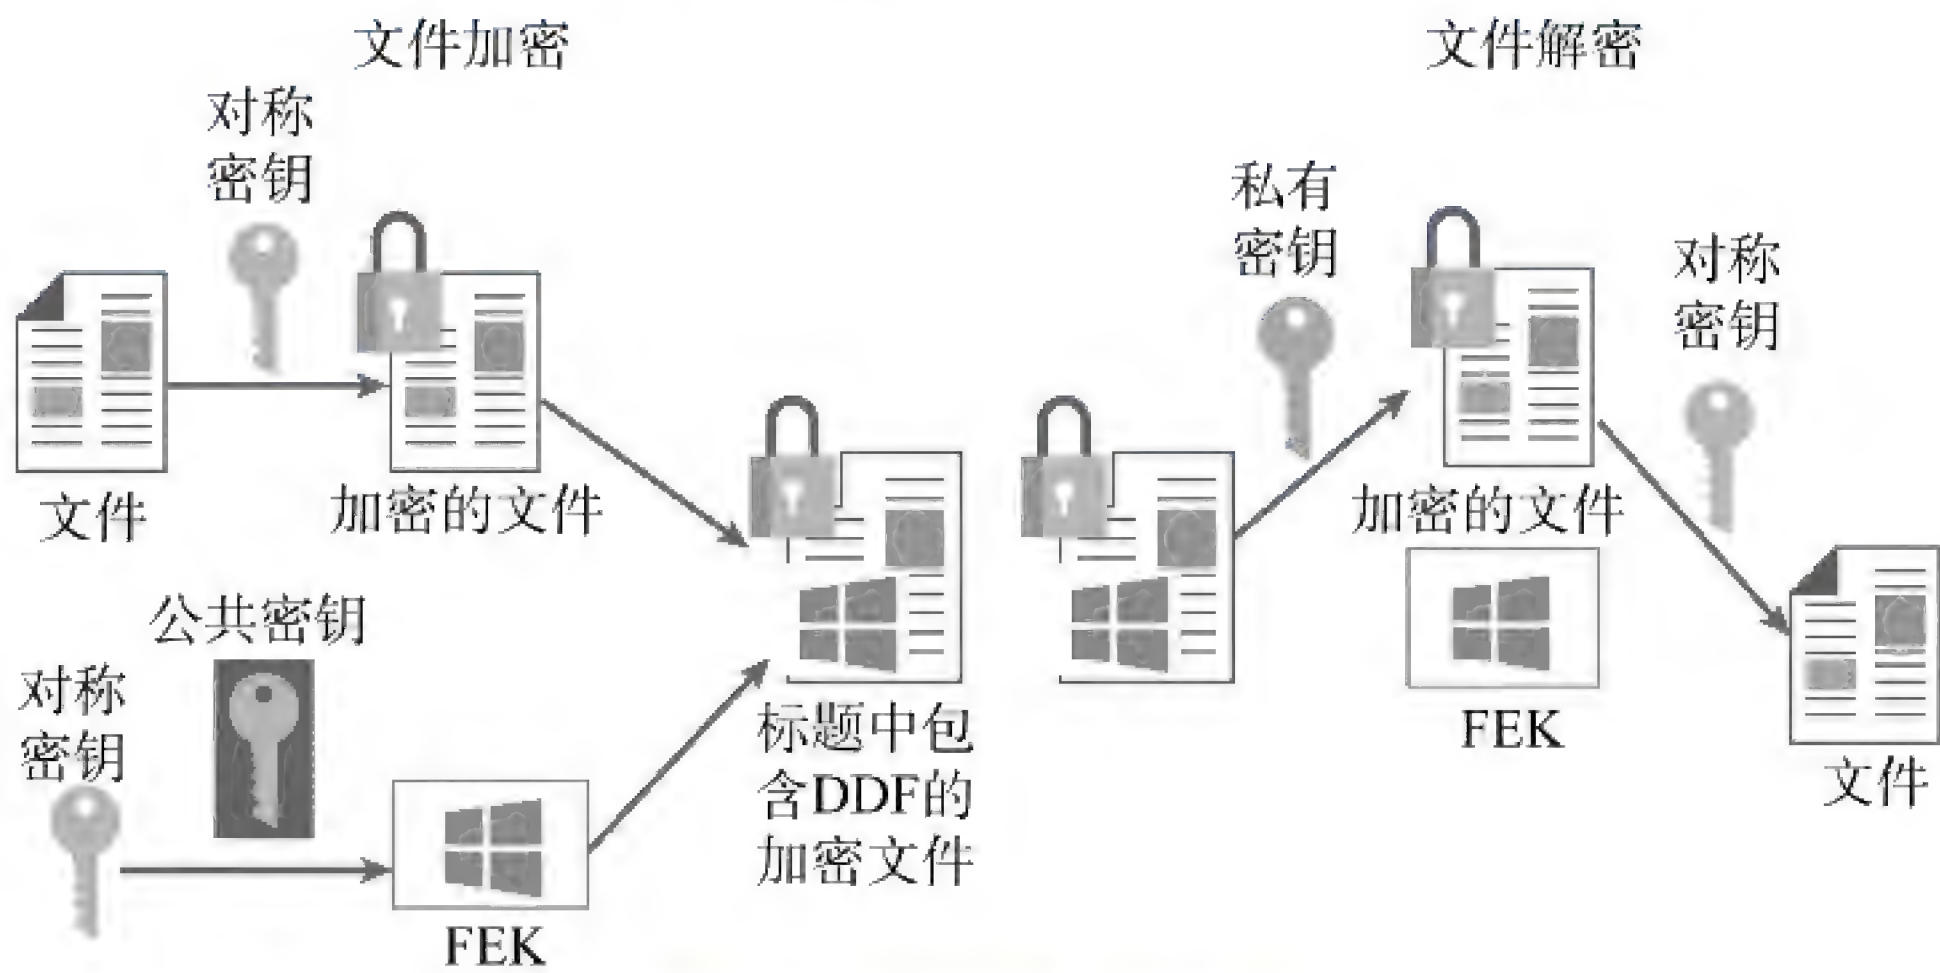 文件加密
对称
密钥
文件
加密的文件
公共密钥
对称
密钥
FEK
标题中包
含DDF的
加密文件
文件解密
私有
密钥
加密的文件
FEK
对称
密钥
文件